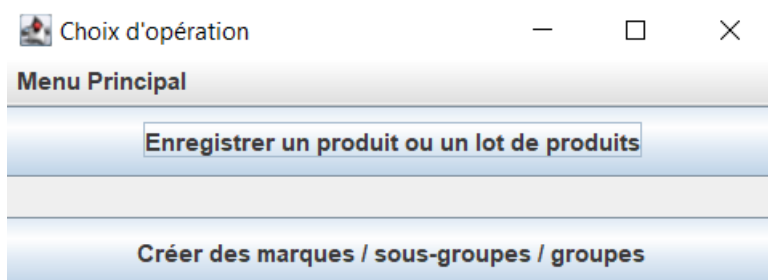 Choix d'opération
Menu Principal
Enregistrer un produit ou un lot de produits
Créer des marques / sous-groupes / groupes